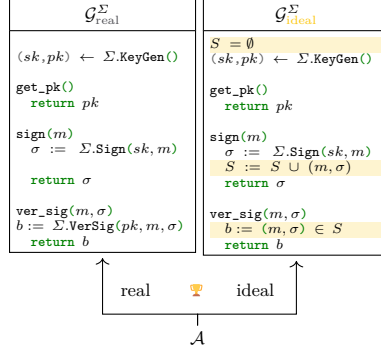 𝒢^Σ_real
(sk, pk) ← Σ.KeyGen()
get_pk()
return pk
sign(m)
σ := Σ.Sign(sk, m)
return σ
ver_sig(m, σ)
b := Σ.VerSig(pk, m, σ)
return b
𝒢^Σ_ideal
S = ∅
(sk, pk) ← Σ.KeyGen()
get_pk()
return pk
sign(m)
σ := Σ.Sign(sk, m)
S := S ∪ (m, σ)
return σ
ver_sig(m, σ)
b := (m, σ) ∈ S
return b
real ideal
𝒜